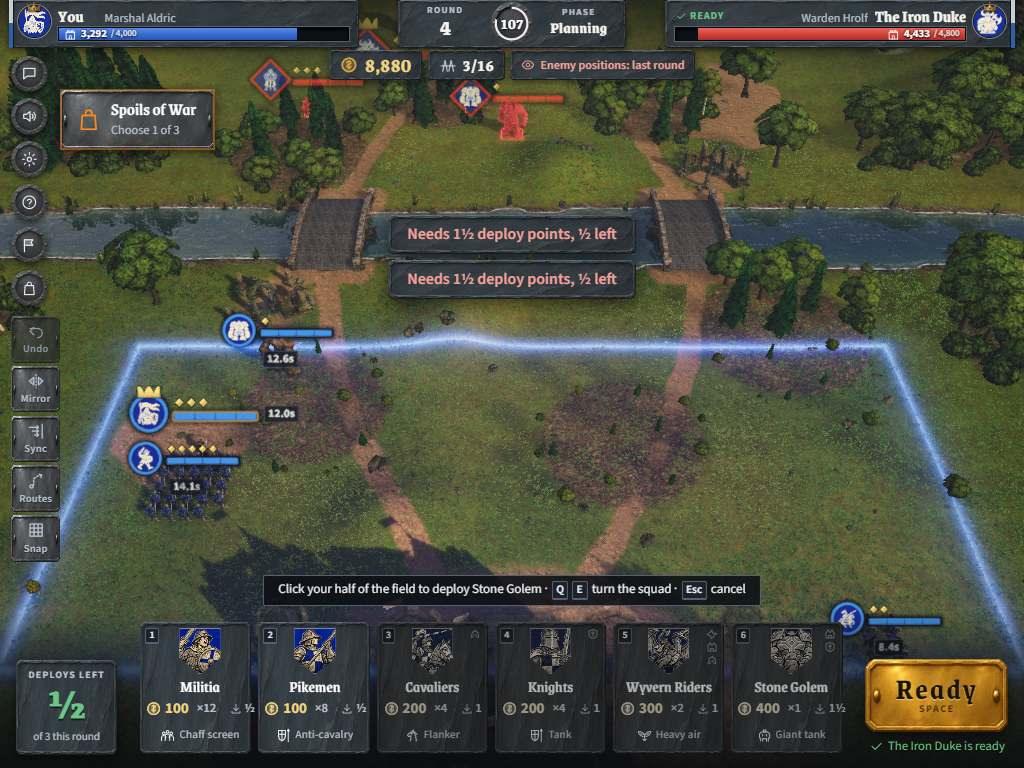 You Marshal Aldric
3,292 / 4,000
ROUND
4
107
PHASE
Planning
READY
Warden Hrolf The Iron Duke
4,433 / 4,800
8,880
3/16
Enemy positions: last round
Spoils of War
Choose 1 of 3
Needs 1½ deploy points, ½ left
Needs 1½ deploy points, ½ left
Undo
Mirror
Sync
Routes
Snap
12.6s
12.0s
14.1s
8.4s
Click your half of the field to deploy Stone Golem · Q E turn the squad · Esc cancel
DEPLOYS LEFT
½
of 3 this round
1
Militia
100 ×12 ½
Chaff screen
2
Pikemen
100 ×8 ½
Anti-cavalry
3
Cavaliers
200 ×4 1
Flanker
4
Knights
200 ×4 1
Tank
5
Wyvern Riders
300 ×2 1
Heavy air
6
Stone Golem
400 ×1 1½
Giant tank
Ready
SPACE
The Iron Duke is ready